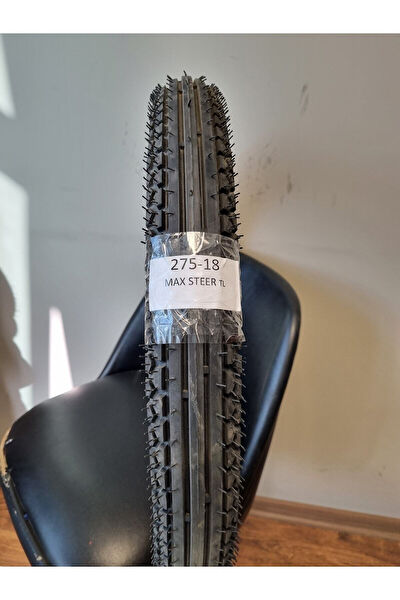 275-18
MAX STEER TL